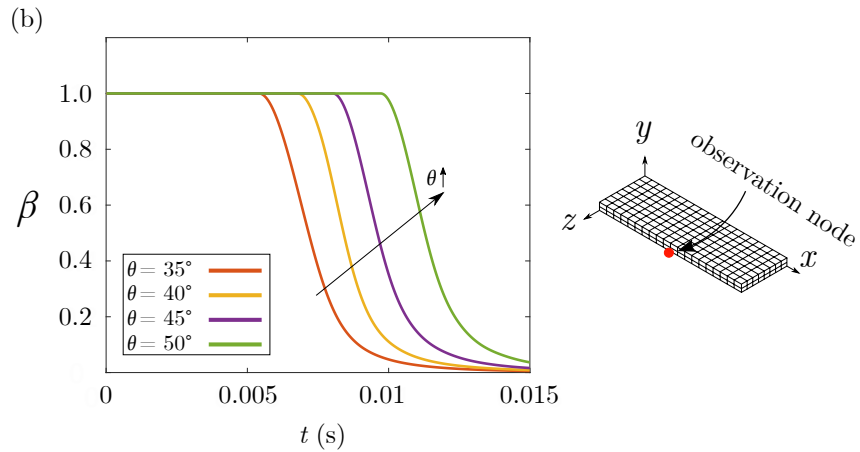 (b)
1.0
0.8
0.6
0.4
0.2
0
0.005
0.01
0.015
β
t (s)
θ↑
θ = 35°
θ = 40°
θ = 45°
θ = 50°
y
z
x
observation node